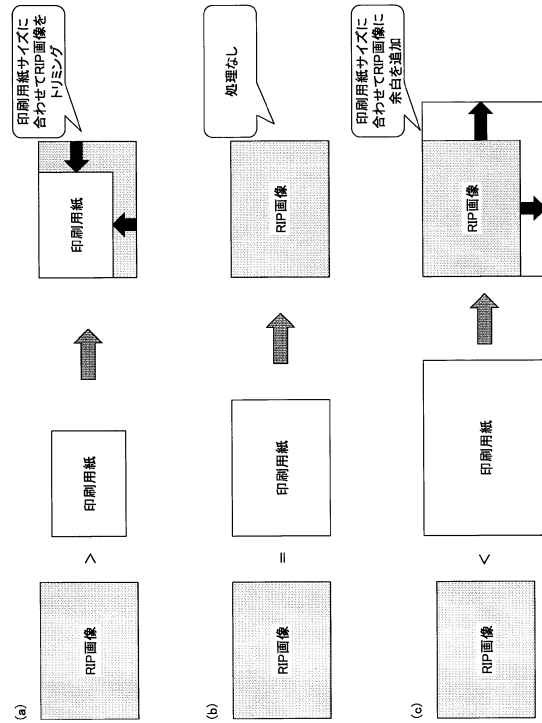 (a)
RIP画像
>
印刷用紙
印刷用紙
印刷用紙サイズに
合わせてRIP画像を
トリミング
(b)
RIP画像
=
印刷用紙
RIP画像
処理なし
(c)
RIP画像
<
印刷用紙
RIP画像
印刷用紙サイズに
合わせてRIP画像に
余白を追加